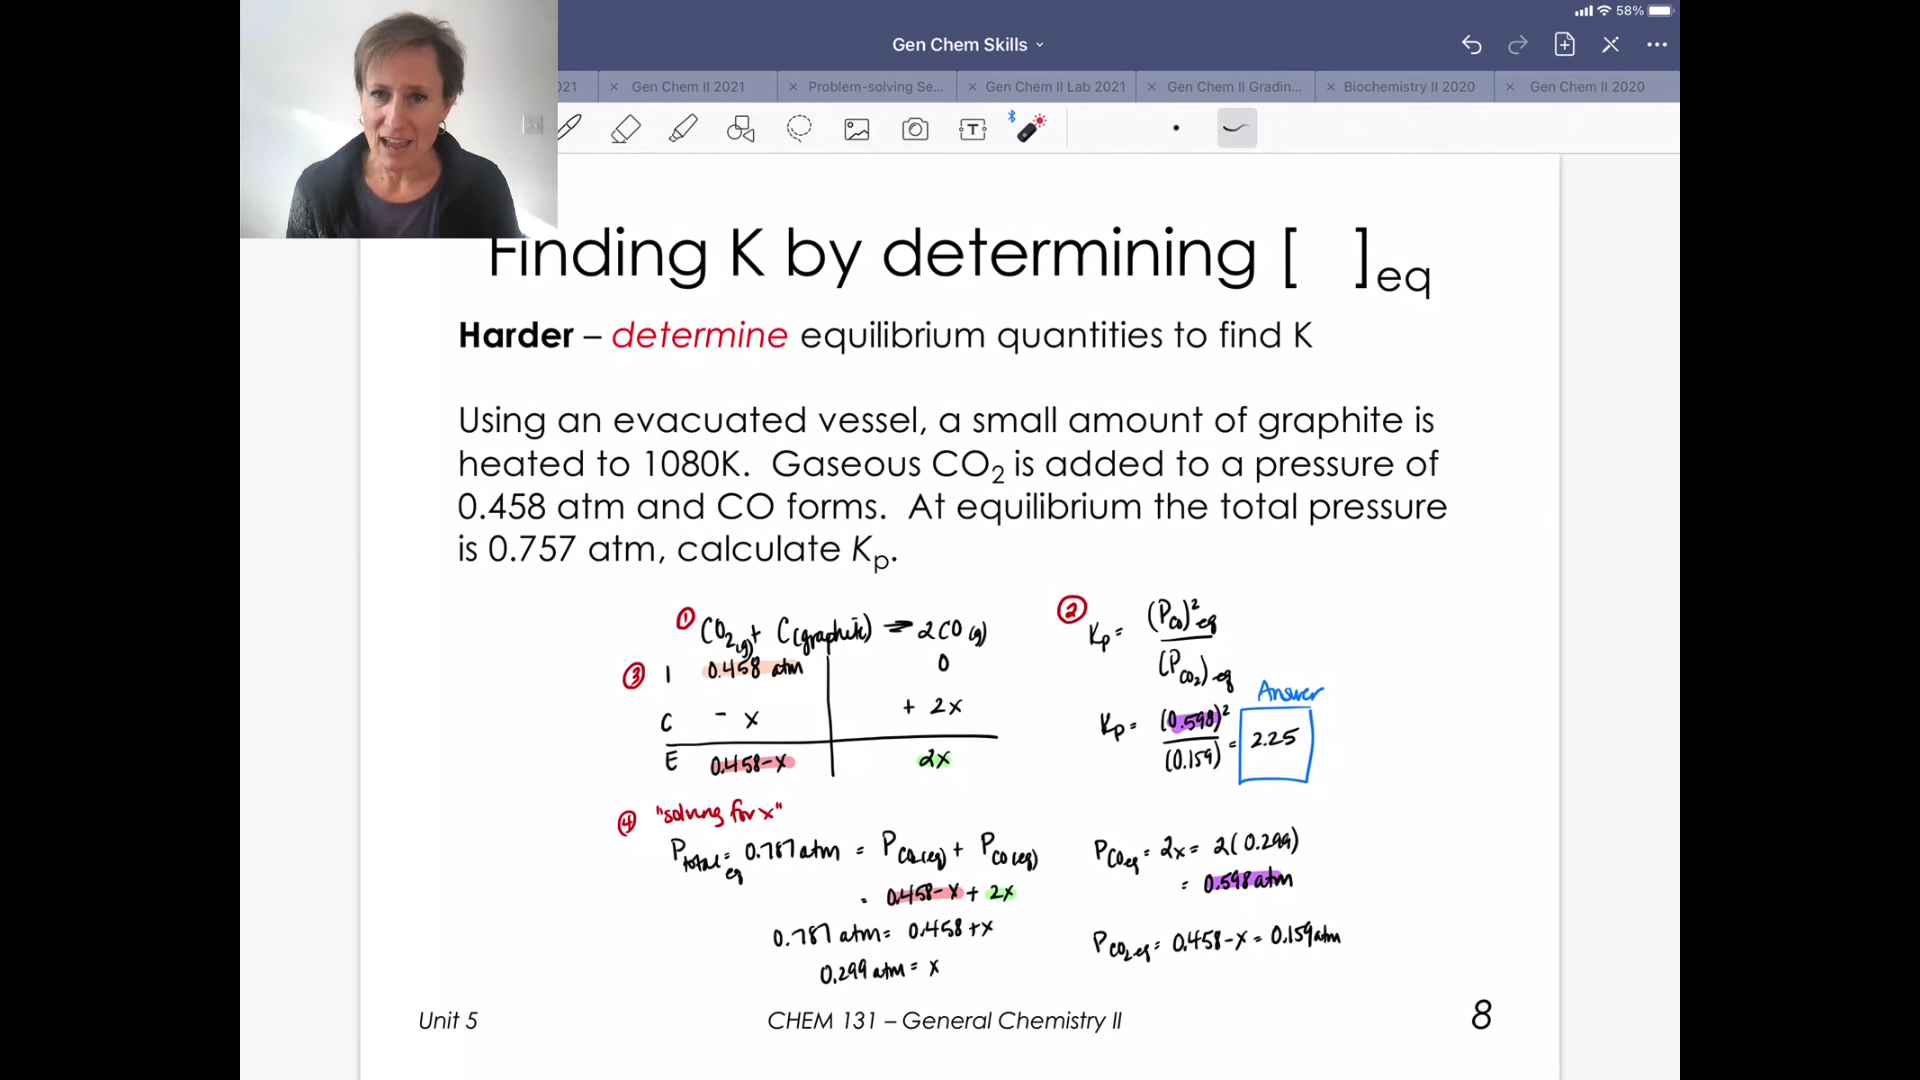 58%
Gen Chem Skills
021
× Gen Chem II 2021
× Problem-solving Se...
× Gen Chem II Lab 2021
× Gen Chem II Gradin...
× Biochemistry II 2020
× Gen Chem II 2020
T
Finding K by determining [ ]eq
Harder – determine equilibrium quantities to find K
Using an evacuated vessel, a small amount of graphite is
heated to 1080K. Gaseous CO₂ is added to a pressure of
0.458 atm and CO forms. At equilibrium the total pressure
is 0.757 atm, calculate Kp.
① CO₂(g) + C(graphite) ⇌ 2CO(g)
③ I 0.458 atm 0
C - x + 2x
E 0.458-x 2x
② Kp = (PCO)²eq / (PCO₂)eq
Kp = (0.598)² / (0.159) = 2.25
Answer
④ "solving for x"
Ptotal eq = 0.787 atm = PCO₂(eq) + PCO(eq)
= 0.458-x + 2x
0.787 atm = 0.458+x
0.299 atm = x
PCOeq = 2x = 2(0.299)
= 0.598 atm
PCO₂eq = 0.458-x = 0.159 atm
Unit 5
CHEM 131 – General Chemistry II
8